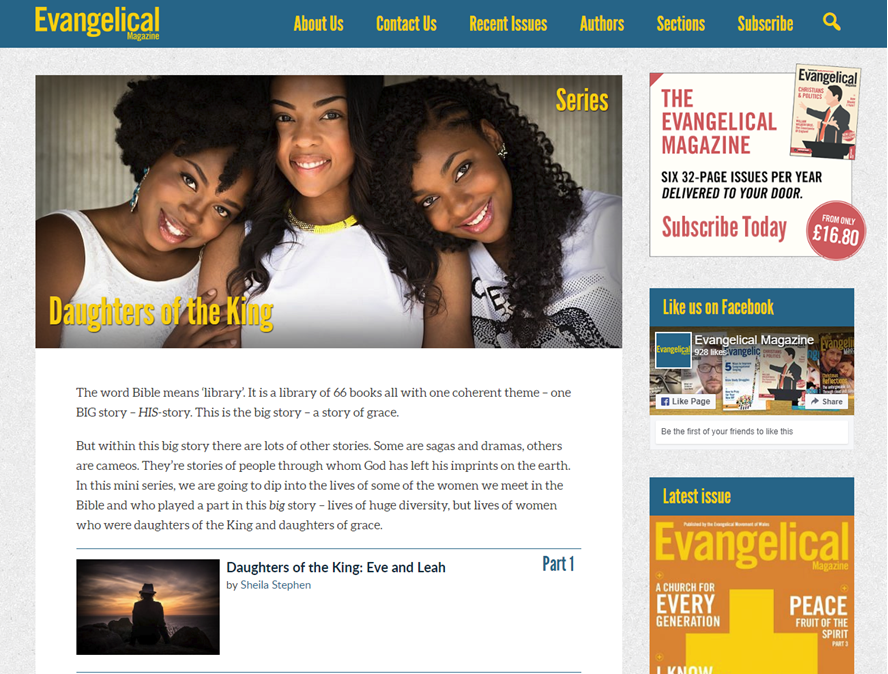 Evangelical
Magazine
About Us
Contact Us
Recent Issues
Authors
Sections
Subscribe
Series
Daughters of the King
The word Bible means ‘library’. It is a library of 66 books all with one coherent theme – one
BIG story – HIS-story. This is the big story – a story of grace.
But within this big story there are lots of other stories. Some are sagas and dramas, others
are cameos. They’re stories of people through whom God has left his imprints on the earth.
In this mini series, we are going to dip into the lives of some of the women we meet in the
Bible and who played a part in this big story – lives of huge diversity, but lives of women
who were daughters of the King and daughters of grace.
Daughters of the King: Eve and Leah
Part 1
by Sheila Stephen
Evangelical
CHRISTIANS
& POLITICS
THE
EVANGELICAL
MAGAZINE
SIX 32-PAGE ISSUES PER YEAR
DELIVERED TO YOUR DOOR.
Subscribe Today
FROM ONLY
£16.80
Like us on Facebook
Evangelical
Evangelical Magazine
928 likes
Like Page
Share
Be the first of your friends to like this
Latest issue
Published by the Evangelical Movement of Wales
Evangelical
Magazine
A CHURCH FOR
EVERY
GENERATION
PEACE
FRUIT OF THE
SPIRIT
PART 3
I KNOW